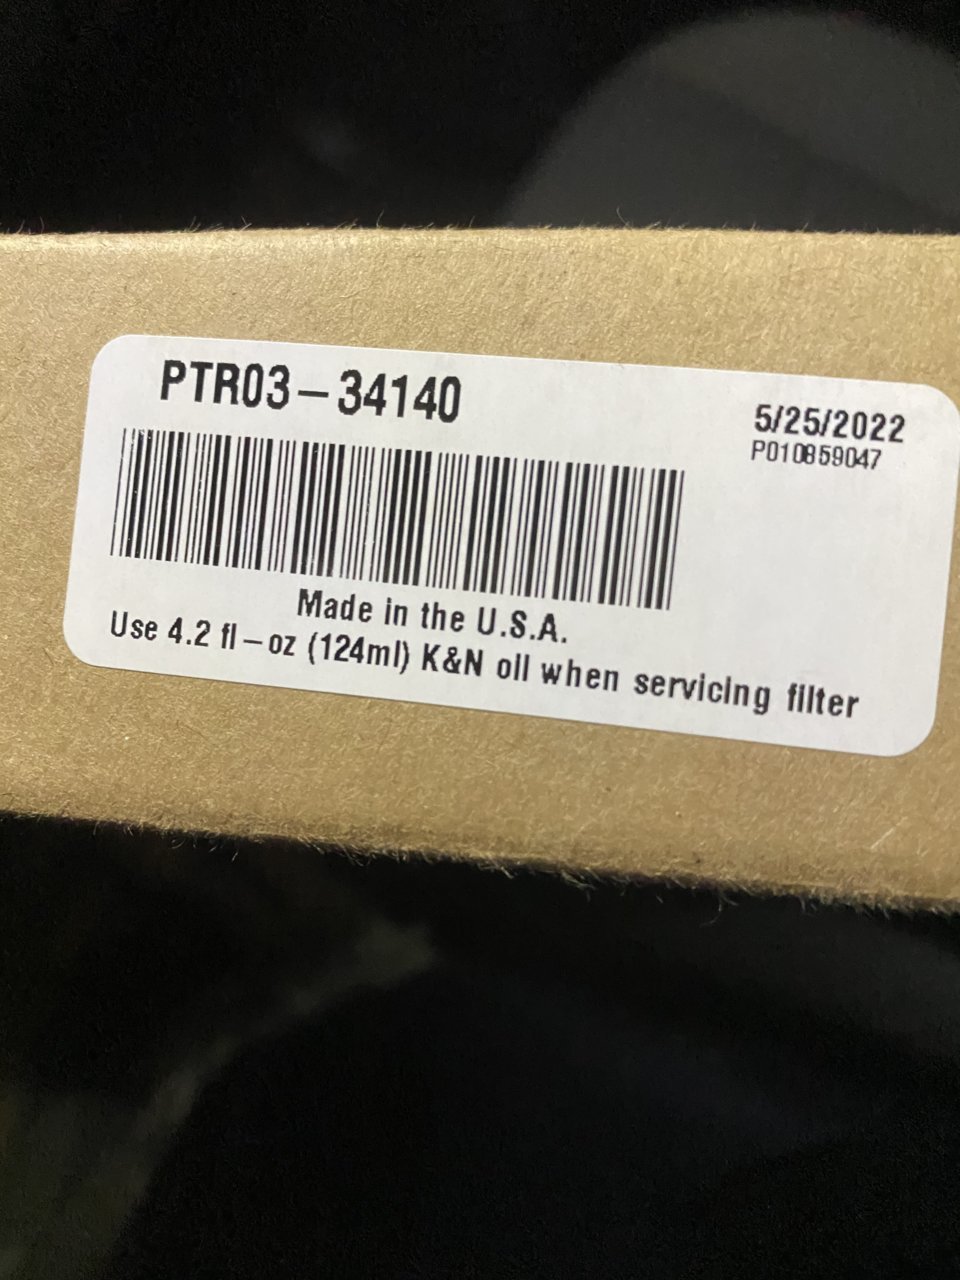 PTR03-34140
5/25/2022
P010859047
Made in the U.S.A.
Use 4.2 fl-oz (124ml) K&N oil when servicing filter